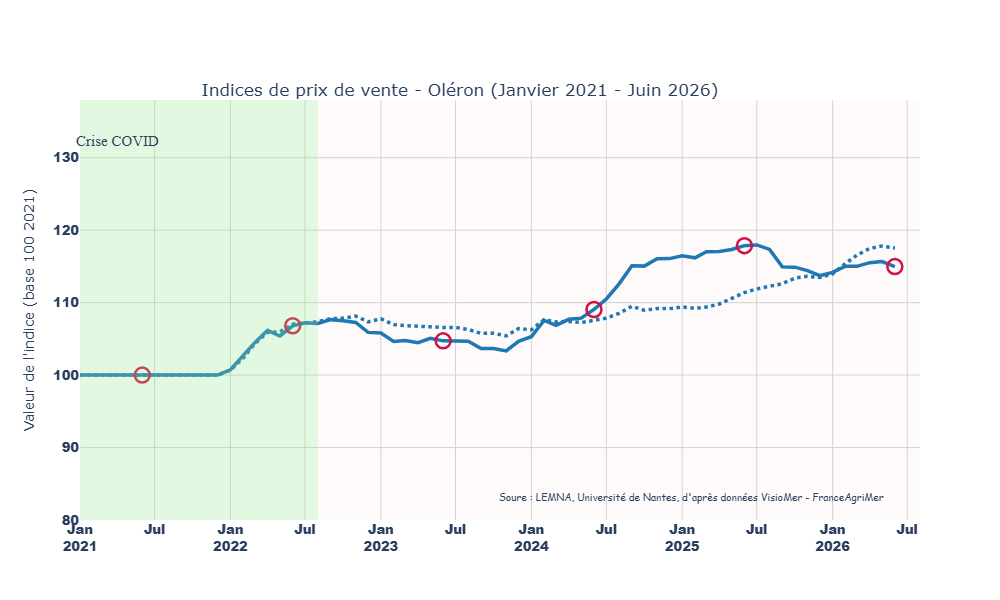 Indices de prix de vente - Oléron (Janvier 2021 - Juin 2026)
Crise COVID
Valeur de l'indice (base 100 2021)
130
120
110
100
90
80
Soure : LEMNA, Université de Nantes, d'après données VisioMer - FranceAgriMer
Jan Jul Jan Jul Jan Jul Jan Jul Jan Jul Jan Jul
2021 2022 2023 2024 2025 2026